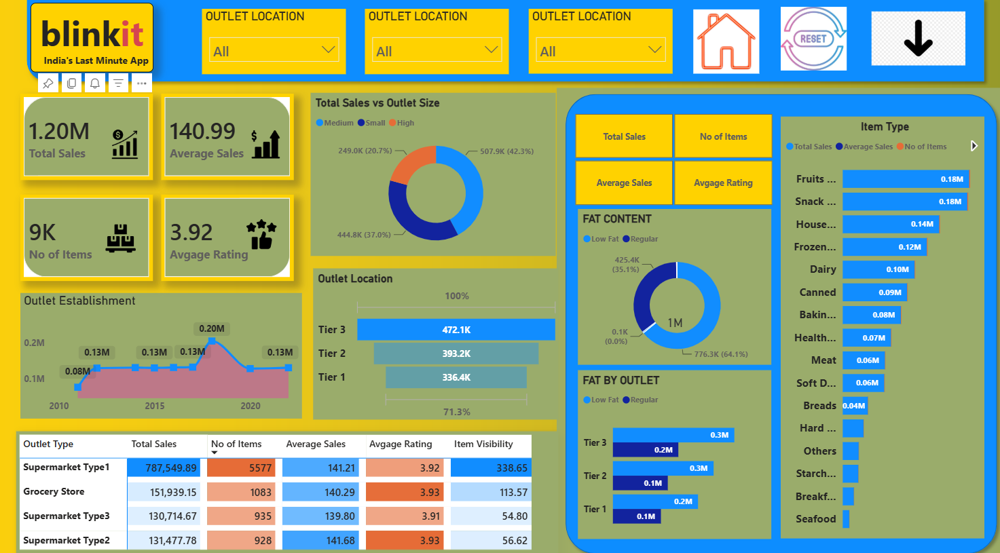 blinkit
India's Last Minute App
OUTLET LOCATION
All
OUTLET LOCATION
All
OUTLET LOCATION
All
RESET
1.20M
Total Sales
140.99
Average Sales
9K
No of Items
3.92
Avgage Rating
Total Sales vs Outlet Size
Medium Small High
249.0K (20.7%)
507.9K (42.3%)
444.8K (37.0%)
Outlet Establishment
0.2M
0.1M
0.08M
0.13M
0.13M
0.13M
0.20M
0.13M
2010 2015 2020
Outlet Location
100%
Tier 3 472.1K
Tier 2 393.2K
Tier 1 336.4K
71.3%
Outlet Type Total Sales No of Items Average Sales Avgage Rating Item Visibility
Supermarket Type1 787,549.89 5577 141.21 3.92 338.65
Grocery Store 151,939.15 1083 140.29 3.93 113.57
Supermarket Type3 130,714.67 935 139.80 3.91 54.80
Supermarket Type2 131,477.78 928 141.68 3.93 56.62
Total Sales
No of Items
Average Sales
Avgage Rating
FAT CONTENT
Low Fat Regular
425.4K
(35.1%)
1M
0.1K
(0.0%)
776.3K (64.1%)
FAT BY OUTLET
Low Fat Regular
Tier 3 0.3M
0.2M
Tier 2 0.3M
0.1M
Tier 1 0.2M
0.1M
Item Type
Total Sales Average Sales No of Items
Fruits ... 0.18M
Snack ... 0.18M
House... 0.14M
Frozen... 0.12M
Dairy 0.10M
Canned 0.09M
Bakin... 0.08M
Health... 0.07M
Meat 0.06M
Soft D... 0.06M
Breads 0.04M
Hard ...
Others
Starch...
Breakf...
Seafood